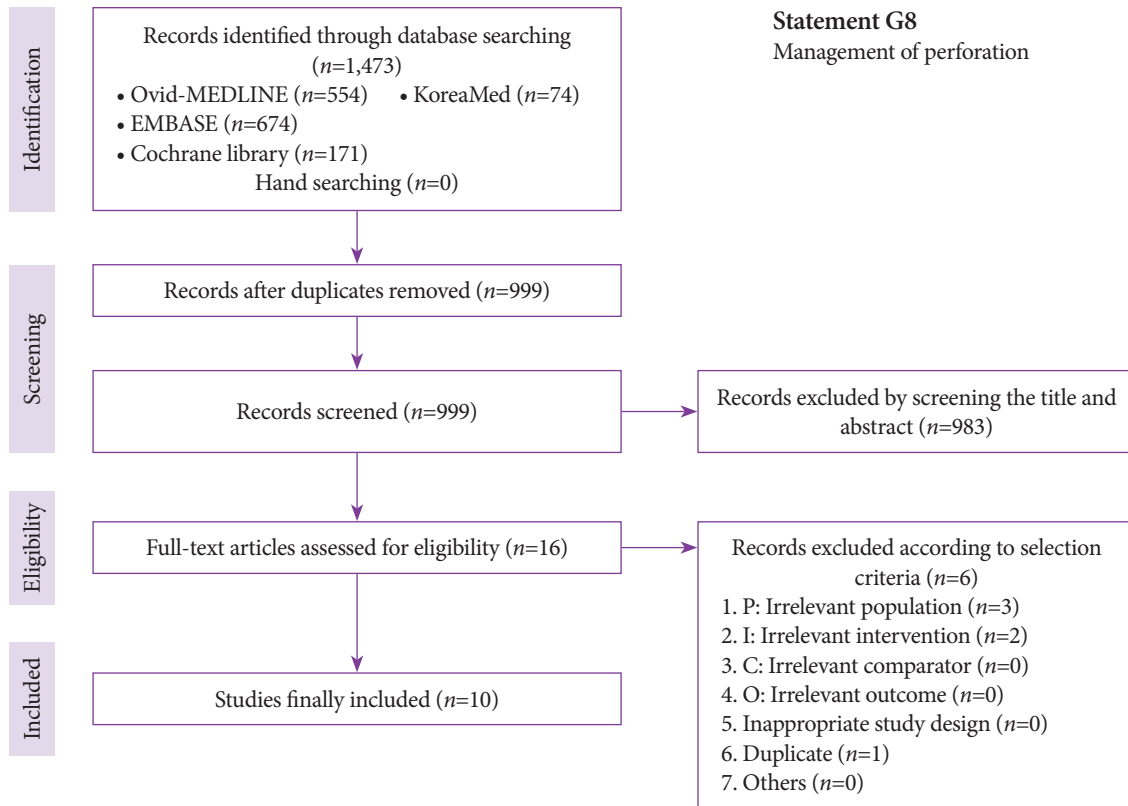 Statement G8
Management of perforation
Identification
Records identified through database searching
(n=1,473)
• Ovid-MEDLINE (n=554) • KoreaMed (n=74)
• EMBASE (n=674)
• Cochrane library (n=171)
Hand searching (n=0)
Screening
Records after duplicates removed (n=999)
Records screened (n=999)
Records excluded by screening the title and
abstract (n=983)
Eligibility
Full-text articles assessed for eligibility (n=16)
Records excluded according to selection
criteria (n=6)
1. P: Irrelevant population (n=3)
2. I: Irrelevant intervention (n=2)
3. C: Irrelevant comparator (n=0)
4. O: Irrelevant outcome (n=0)
5. Inappropriate study design (n=0)
6. Duplicate (n=1)
7. Others (n=0)
Included
Studies finally included (n=10)